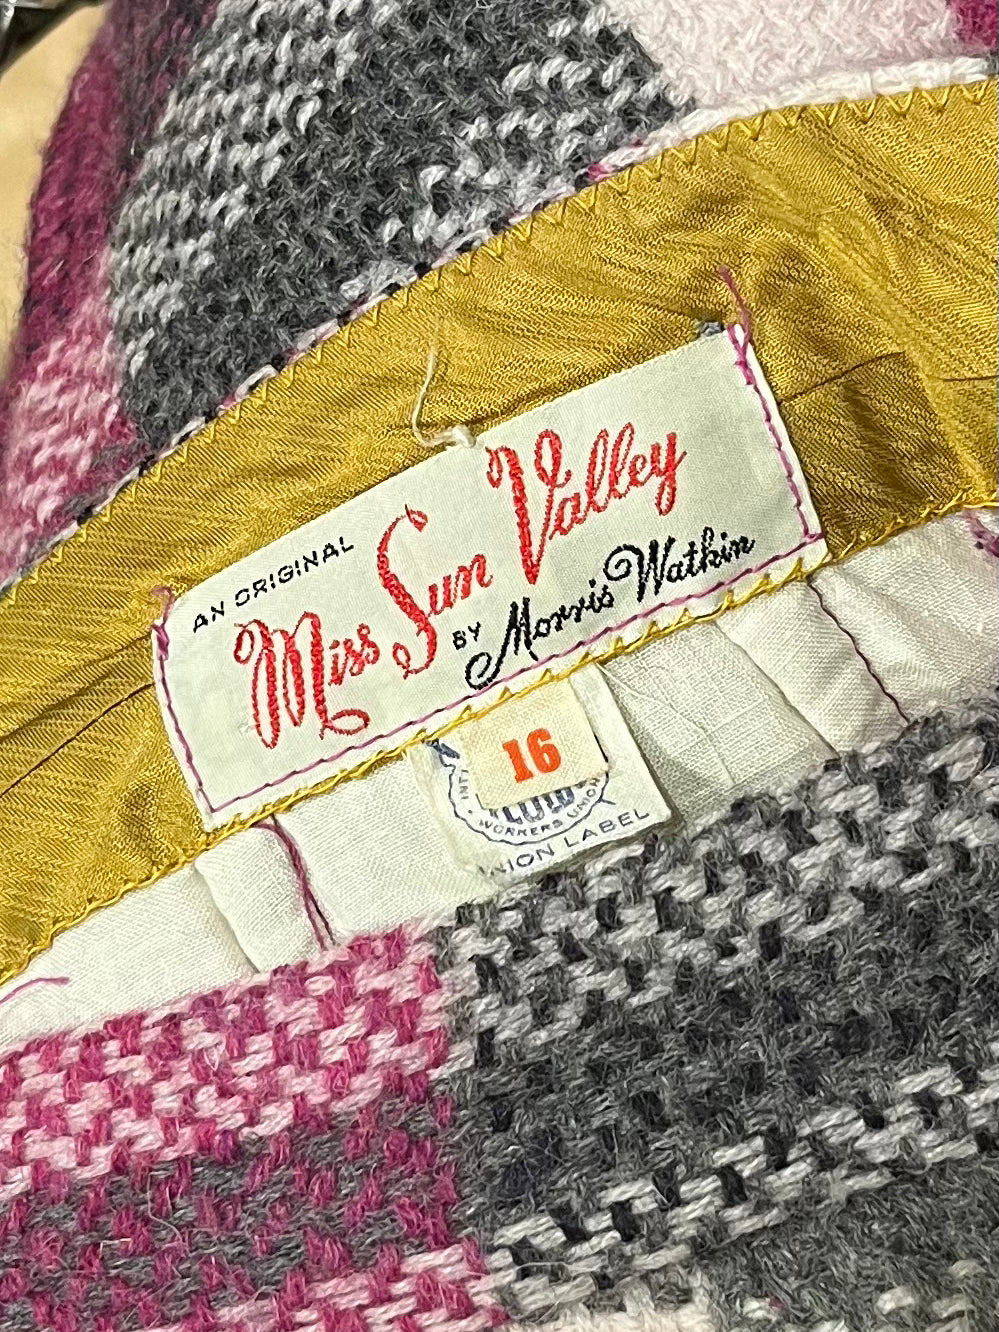 AN ORIGINAL
Miss Sun Valley
BY Morris Watkin
16
WORKERS UNION
UNION LABEL